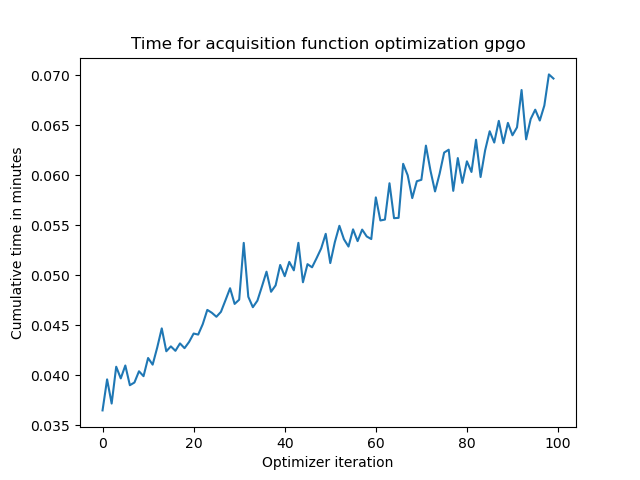 Time for acquisition function optimization gpgo
0.070
0.065
0.060
0.055
0.050
0.045
0.040
0.035
Cumulative time in minutes
0 20 40 60 80 100
Optimizer iteration